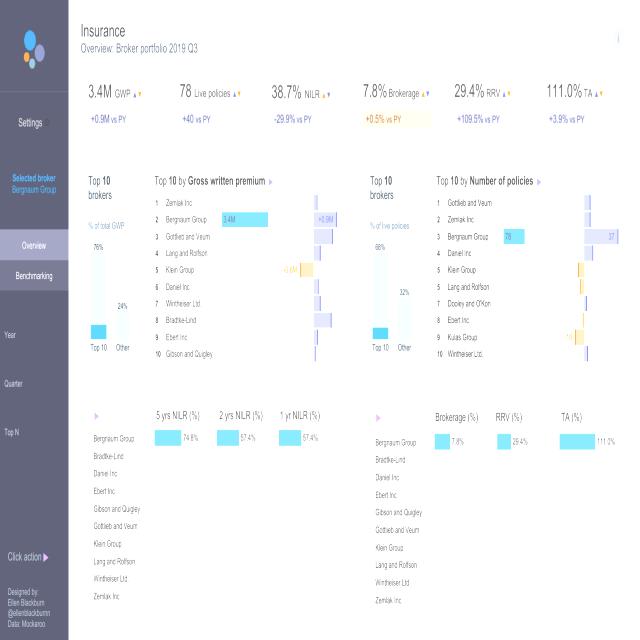 Insurance
Overview: Broker portfolio 2019 Q3
3.4M GWP
78 Live policies
38.7% NILR
7.8% Brokerage
29.4% RRV
111.0% TA
+0.9M vs PY
+40 vs PY
-29.9% vs PY
+0.5% vs PY
+109.5% vs PY
+3.9% vs PY
Settings
Selected broker
Bergnaum Group
Overview
Benchmarking
Year
Quarter
Top N
Click action
Designed by:
Ellen Blackburn
@ellenblackburnn
Data: Mockaroo
Top 10
brokers
% of total GWP
76%
24%
Top 10 Other
Top 10 by Gross written premium
1 Zemlak Inc
2 Bergnaum Group 3.4M +0.9M
3 Gottlieb and Veum
4 Lang and Rolfson
5 Klein Group
6 Daniel Inc
7 Wintheiser Ltd
8 Bradtke-Lind
9 Ebert Inc
10 Gibson and Quigley
Top 10
brokers
% of live policies
68%
32%
Top 10 Other
Top 10 by Number of policies
1 Gottlieb and Veum
2 Zemlak Inc
3 Bergnaum Group 78 37
4 Daniel Inc
5 Klein Group
6 Lang and Rolfson
7 Dooley and O'Kon
8 Ebert Inc
9 Kulas Group
10 Wintheiser Ltd.
5 yrs NILR (%) 2 yrs NILR (%) 1 yr NILR (%)
Bergnaum Group 74.8% 57.4% 57.4%
Bradtke-Lind
Daniel Inc
Ebert Inc
Gibson and Quigley
Gottlieb and Veum
Klein Group
Lang and Rolfson
Wintheiser Ltd
Zemlak Inc
Brokerage (%) RRV (%) TA (%)
Bergnaum Group 7.8% 29.4% 111.0%
Bradtke-Lind
Daniel Inc
Ebert Inc
Gibson and Quigley
Gottlieb and Veum
Klein Group
Lang and Rolfson
Wintheiser Ltd
Zemlak Inc